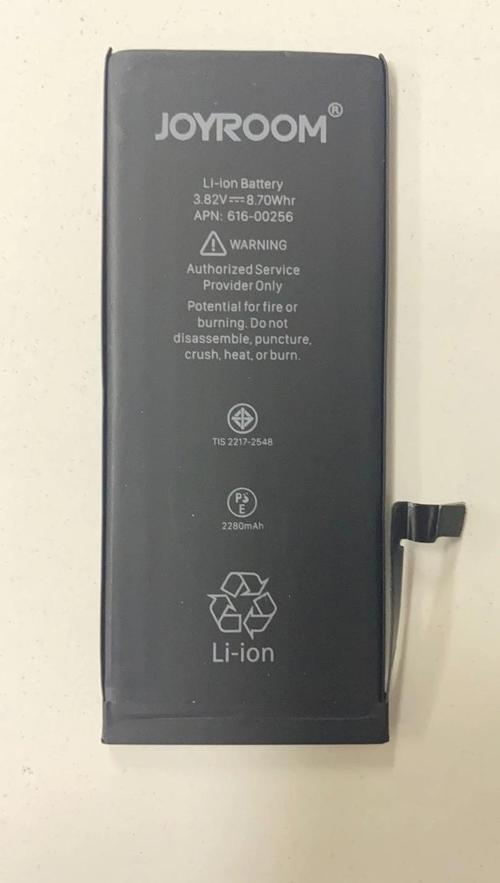 JOYROOM®
Li-ion Battery
3.82V⎓8.70Whr
APN: 616-00256
WARNING
Authorized Service
Provider Only
Potential for fire or
burning. Do not
disassemble, puncture,
crush, heat, or burn.
TIS 2217-2548
PS
E
2280mAh
Li-ion